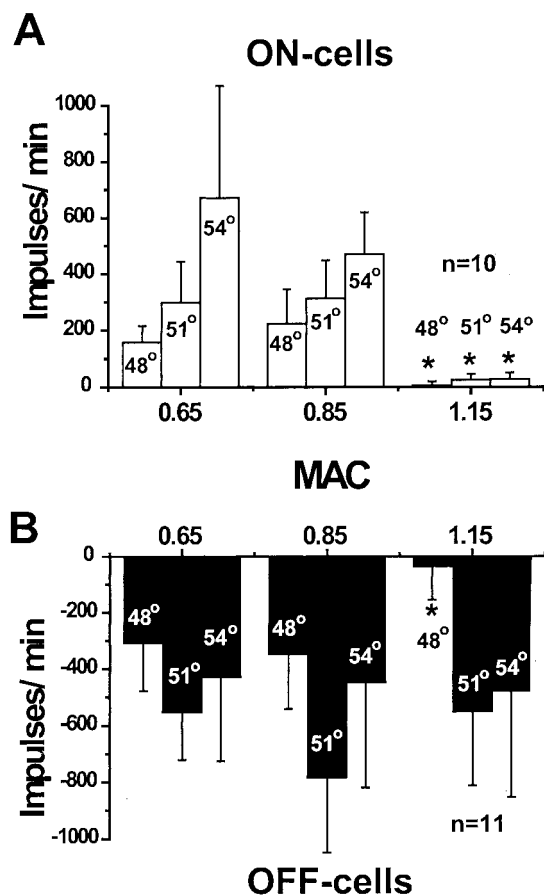 A
ON-cells
Impulses/ min
1000
800
600
400
200
0
48° 51° 54°
48° 51° 54°
n=10
48° 51° 54°
* * *
0.65 0.85 1.15
MAC
B
0.65 0.85 1.15
Impulses/ min
0
-200
-400
-600
-800
-1000
48° 51° 54°
48° 51° 54°
*
48° 51° 54°
n=11
OFF-cells